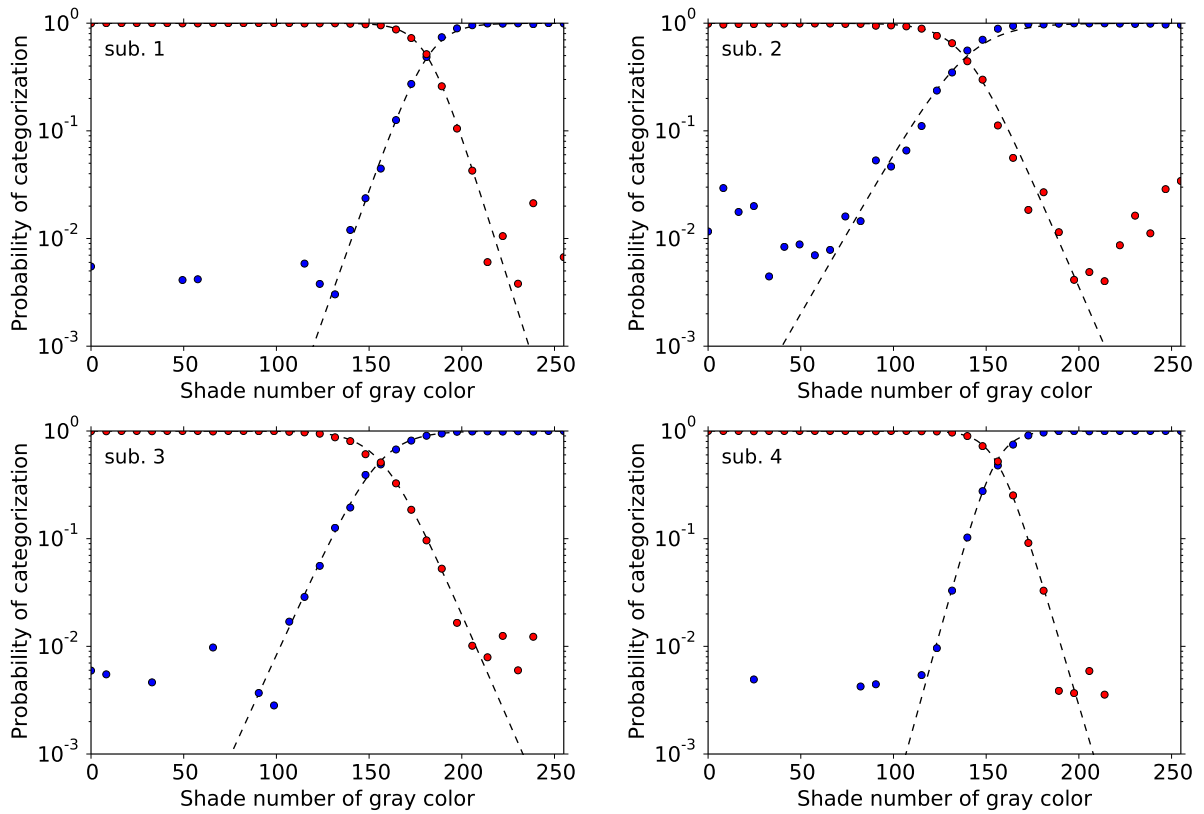 10^0
10^-1
10^-2
10^-3
Probability of categorization
sub. 1
0 50 100 150 200 250
Shade number of gray color
10^0
10^-1
10^-2
10^-3
Probability of categorization
sub. 2
0 50 100 150 200 250
Shade number of gray color
10^0
10^-1
10^-2
10^-3
Probability of categorization
sub. 3
0 50 100 150 200 250
Shade number of gray color
10^0
10^-1
10^-2
10^-3
Probability of categorization
sub. 4
0 50 100 150 200 250
Shade number of gray color